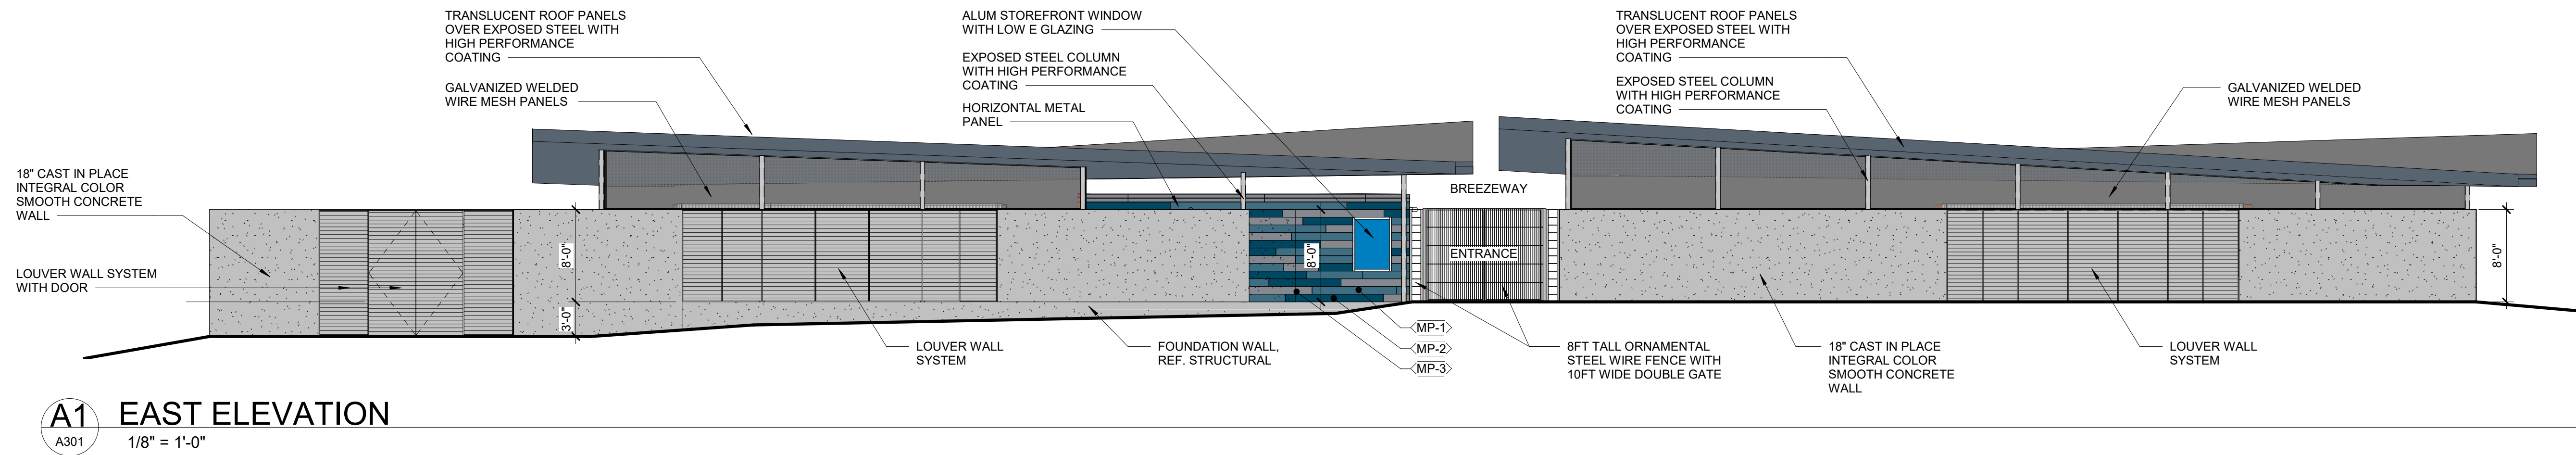 TRANSLUCENT ROOF PANELS
OVER EXPOSED STEEL WITH
HIGH PERFORMANCE
COATING
GALVANIZED WELDED
WIRE MESH PANELS
ALUM STOREFRONT WINDOW
WITH LOW E GLAZING
EXPOSED STEEL COLUMN
WITH HIGH PERFORMANCE
COATING
HORIZONTAL METAL
PANEL
TRANSLUCENT ROOF PANELS
OVER EXPOSED STEEL WITH
HIGH PERFORMANCE
COATING
EXPOSED STEEL COLUMN
WITH HIGH PERFORMANCE
COATING
GALVANIZED WELDED
WIRE MESH PANELS
18" CAST IN PLACE
INTEGRAL COLOR
SMOOTH CONCRETE
WALL
LOUVER WALL SYSTEM
WITH DOOR
8'-0"
3'-0"
8'-0"
BREEZEWAY
ENTRANCE
8'-0"
LOUVER WALL
SYSTEM
FOUNDATION WALL,
REF. STRUCTURAL
MP-1
MP-2
MP-3
8FT TALL ORNAMENTAL
STEEL WIRE FENCE WITH
10FT WIDE DOUBLE GATE
18" CAST IN PLACE
INTEGRAL COLOR
SMOOTH CONCRETE
WALL
LOUVER WALL
SYSTEM
A1
A301
EAST ELEVATION
1/8" = 1'-0"